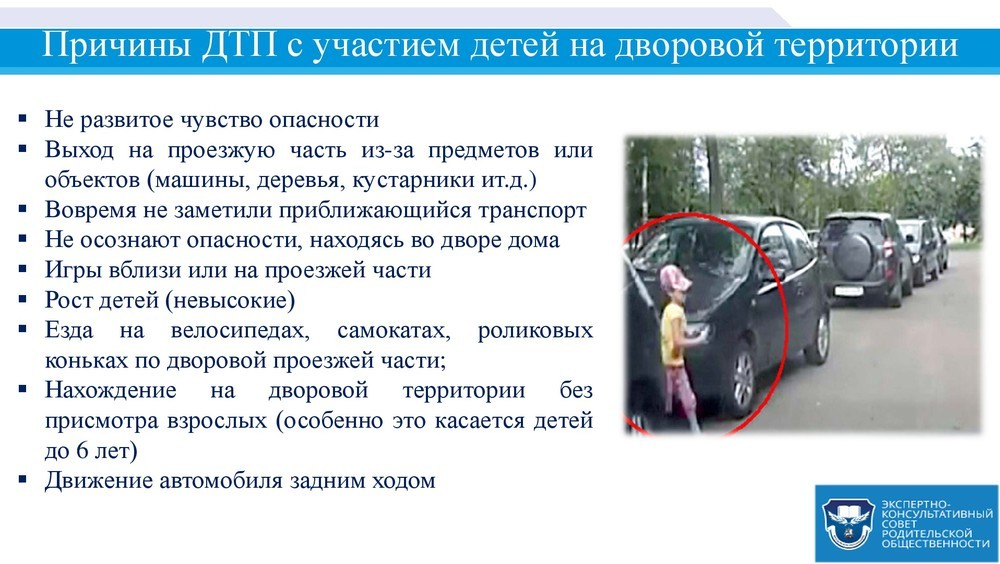 Причины ДТП с участием детей на дворовой территории
▪ Не развитое чувство опасности
▪ Выход на проезжую часть из-за предметов или
объектов (машины, деревья, кустарники ит.д.)
▪ Вовремя не заметили приближающийся транспорт
▪ Не осознают опасности, находясь во дворе дома
▪ Игры вблизи или на проезжей части
▪ Рост детей (невысокие)
▪ Езда на велосипедах, самокатах, роликовых
коньках по дворовой проезжей части;
▪ Нахождение на дворовой территории без
присмотра взрослых (особенно это касается детей
до 6 лет)
▪ Движение автомобиля задним ходом
ЭКСПЕРТНО-
КОНСУЛЬТАТИВНЫЙ
СОВЕТ
РОДИТЕЛЬСКОЙ
ОБЩЕСТВЕННОСТИ